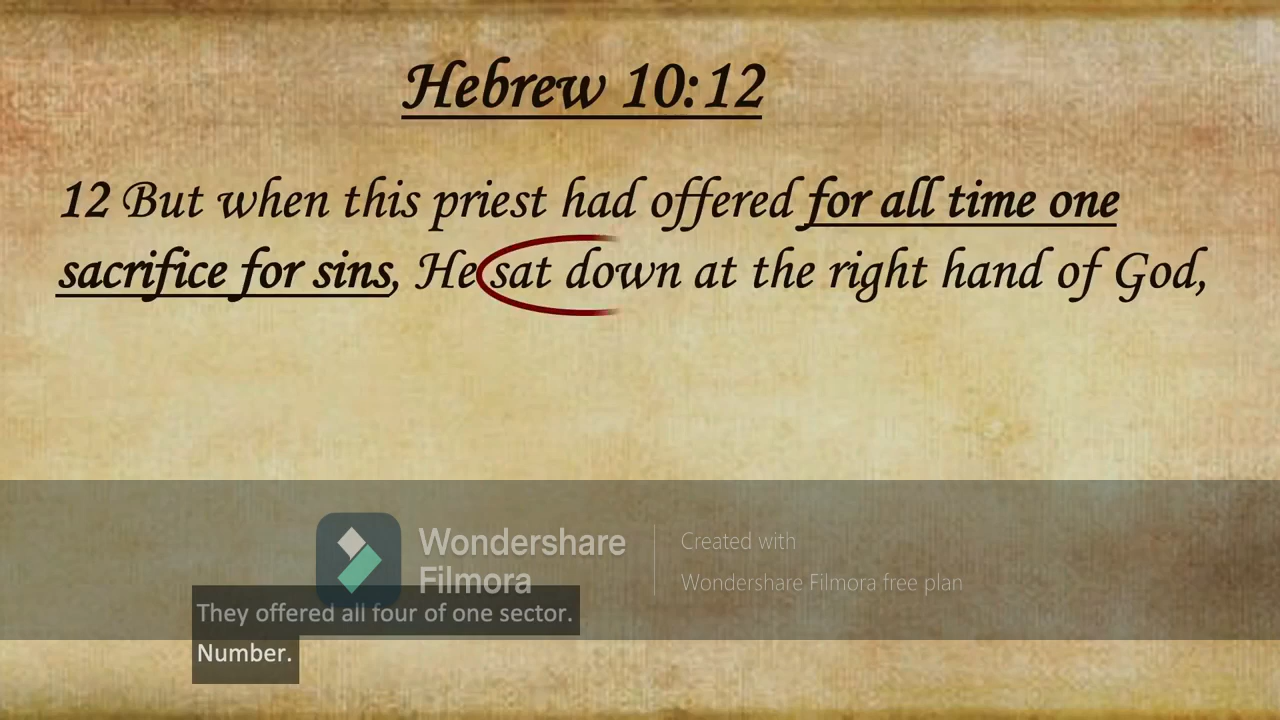 Hebrew 10:12
12 But when this priest had offered for all time one
sacrifice for sins, He sat down at the right hand of God,
Wondershare
Filmora
Created with
Wondershare Filmora free plan
They offered all four of one sector.
Number.